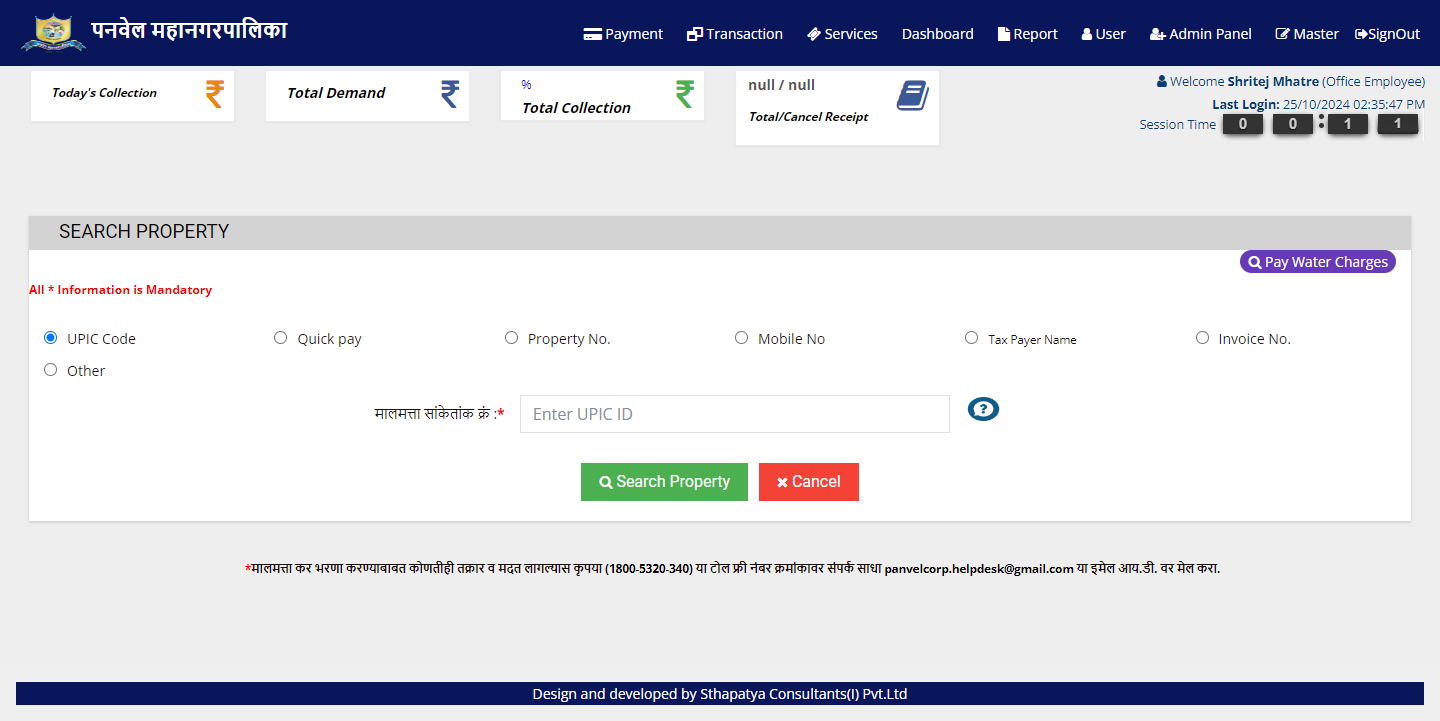 पनवेल महानगरपालिका
Payment Transaction Services Dashboard Report User Admin Panel Master SignOut
Today's Collection
Total Demand
%
Total Collection
null / null
Total/Cancel Receipt
Welcome Shritej Mhatre (Office Employee)
Last Login: 25/10/2024 02:35:47 PM
Session Time 0 0 : 1 1
SEARCH PROPERTY
Pay Water Charges
All * Information is Mandatory
UPIC Code Quick pay Property No. Mobile No Tax Payer Name Invoice No.
Other
मालमत्ता सांकेतांक क्रं :*
Enter UPIC ID
Search Property Cancel
*मालमत्ता कर भरणा करण्याबाबत कोणतीही तक्रार व मदत लागल्यास कृपया (1800-5320-340) या टोल फ्री नंबर क्रमांकावर संपर्क साधा panvelcorp.helpdesk@gmail.com या इमेल आय.डी. वर मेल करा.
Design and developed by Sthapatya Consultants(I) Pvt.Ltd